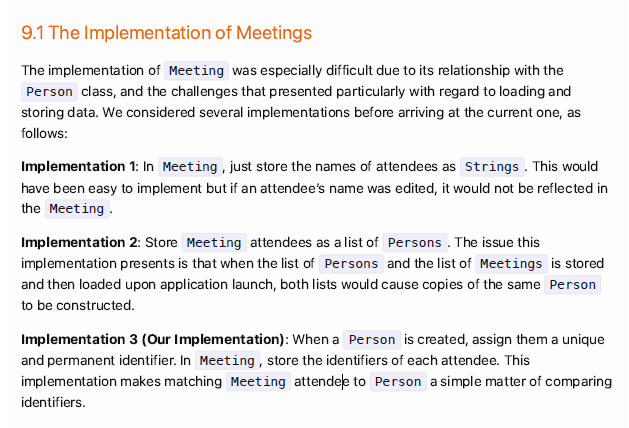 9.1 The Implementation of Meetings
The implementation of Meeting was especially difficult due to its relationship with the
Person class, and the challenges that presented particularly with regard to loading and
storing data. We considered several implementations before arriving at the current one, as
follows:
Implementation 1: In Meeting, just store the names of attendees as Strings. This would
have been easy to implement but if an attendee's name was edited, it would not be reflected in
the Meeting.
Implementation 2: Store Meeting attendees as a list of Persons. The issue this
implementation presents is that when the list of Persons and the list of Meetings is stored
and then loaded upon application launch, both lists would cause copies of the same Person
to be constructed.
Implementation 3 (Our Implementation): When a Person is created, assign them a unique
and permanent identifier. In Meeting, store the identifiers of each attendee. This
implementation makes matching Meeting attendee to Person a simple matter of comparing
identifiers.